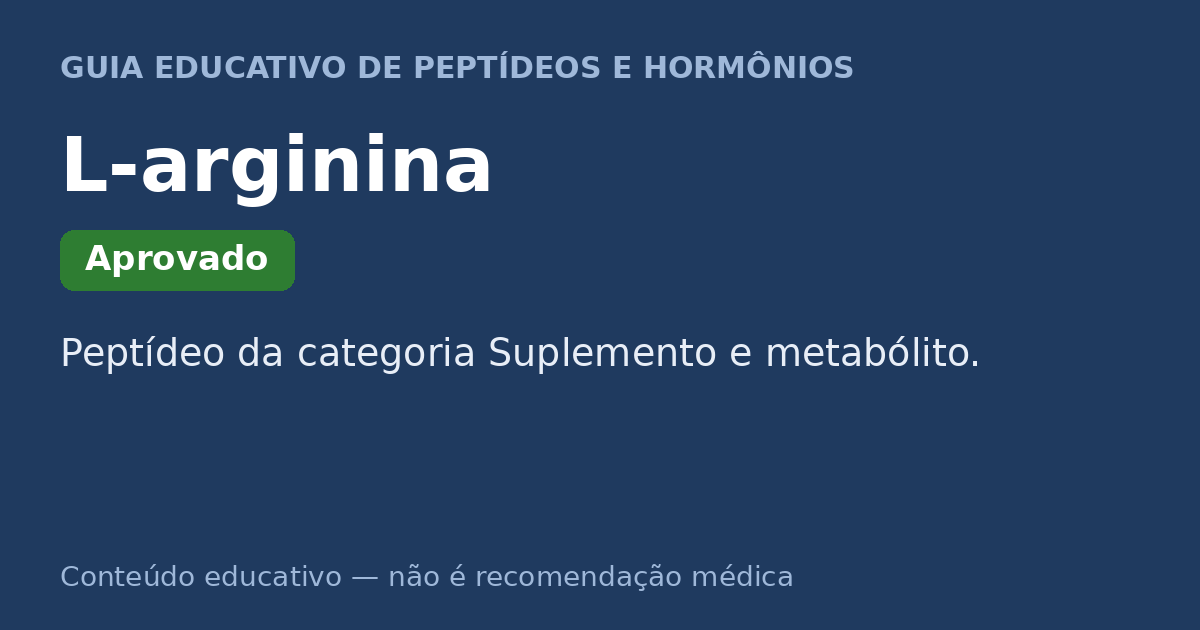 GUIA EDUCATIVO DE PEPTÍDEOS E HORMÔNIOS
L-arginina
Aprovado
Peptídeo da categoria Suplemento e metabólito.
Conteúdo educativo — não é recomendação médica